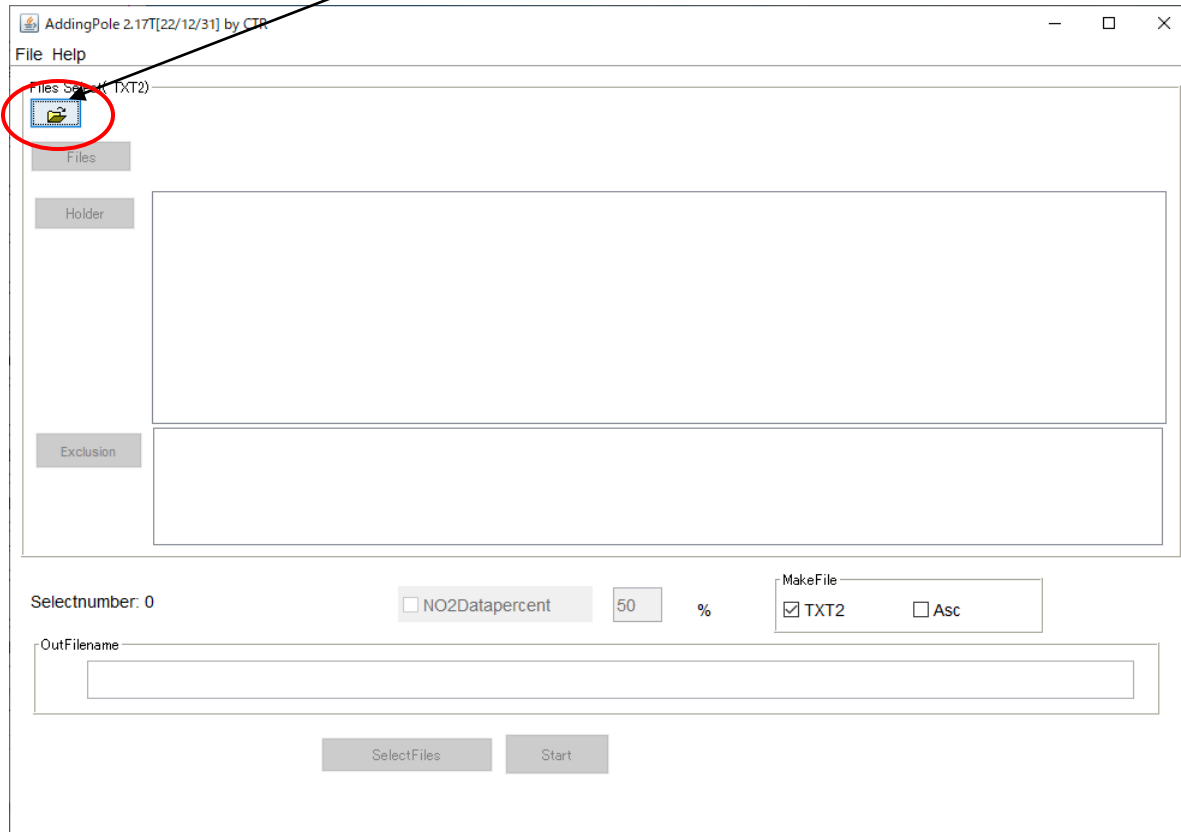 AddingPole 2.17T[22/12/31] by CTR
File Help
Files Select( TXT2)
Files
Holder
Exclusion
Selectnumber: 0
NO2Datapercent 50 %
MakeFile
TXT2 Asc
OutFilename
SelectFiles Start